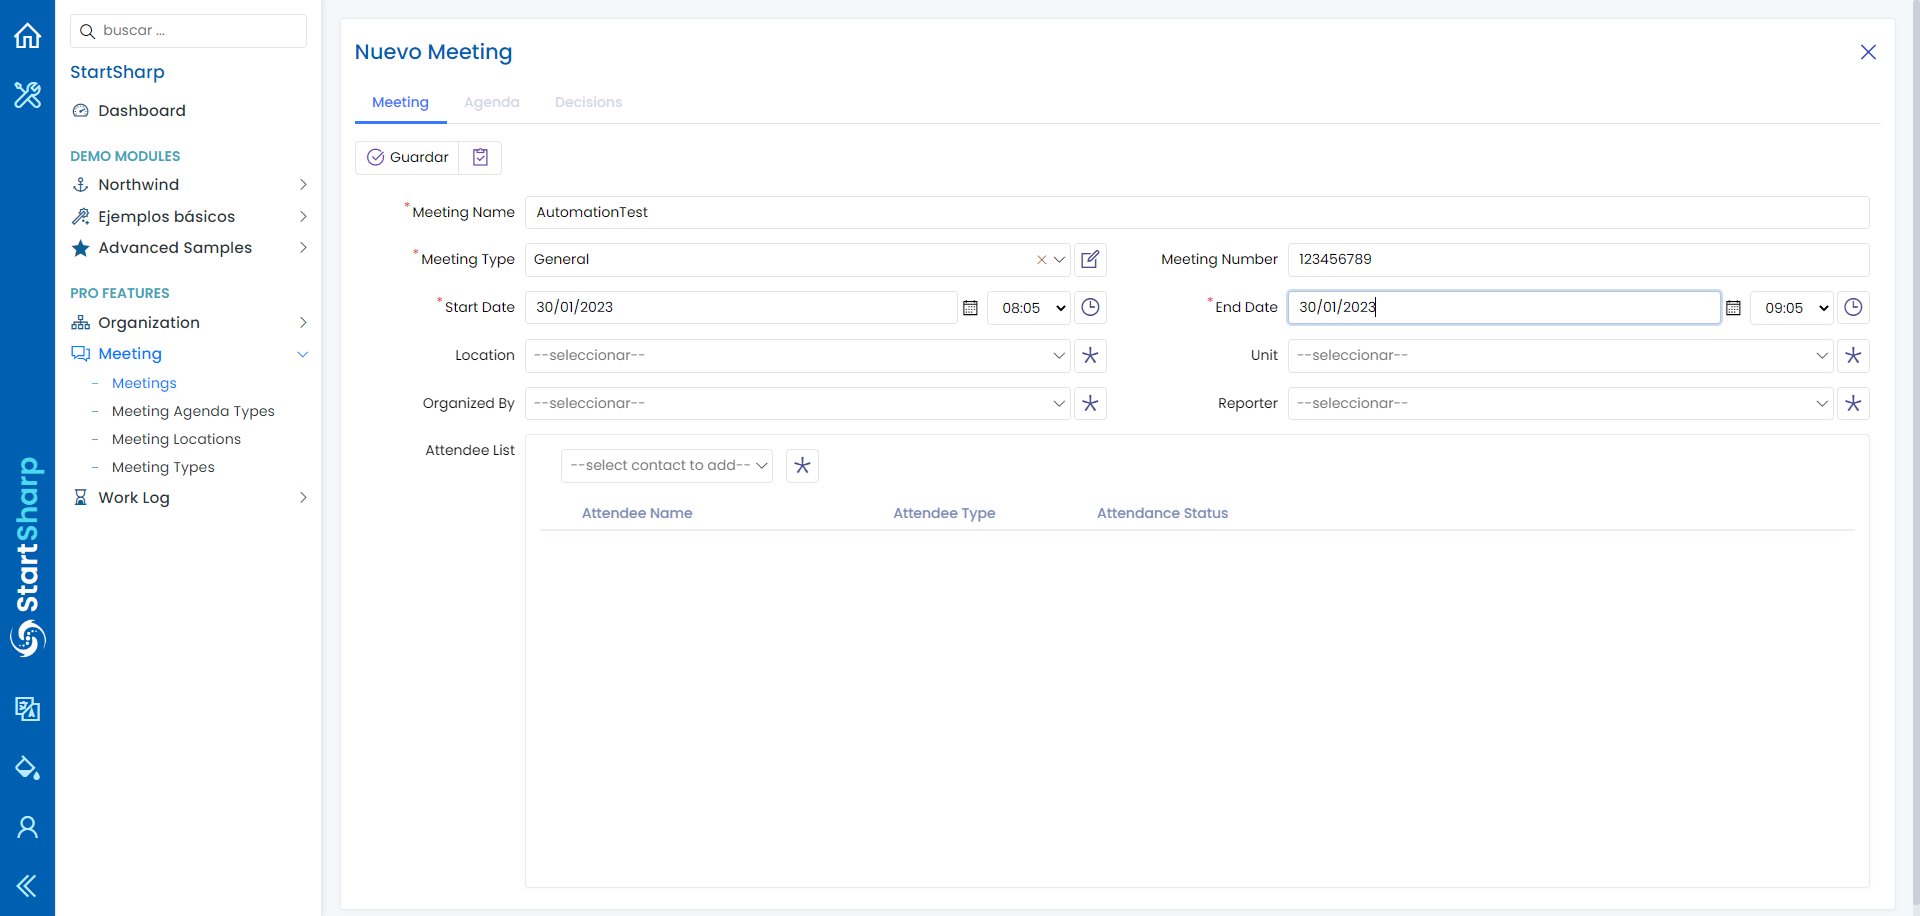 buscar ...
StartSharp
Dashboard
DEMO MODULES
Northwind
Ejemplos básicos
Advanced Samples
PRO FEATURES
Organization
Meeting
- Meetings
- Meeting Agenda Types
- Meeting Locations
- Meeting Types
Work Log
StartSharp
Nuevo Meeting
Meeting Agenda Decisions
Guardar
*Meeting Name AutomationTest
*Meeting Type General Meeting Number 123456789
*Start Date 30/01/2023 08:05 *End Date 30/01/2023 09:05
Location --seleccionar-- Unit --seleccionar--
Organized By --seleccionar-- Reporter --seleccionar--
Attendee List
--select contact to add--
Attendee Name Attendee Type Attendance Status